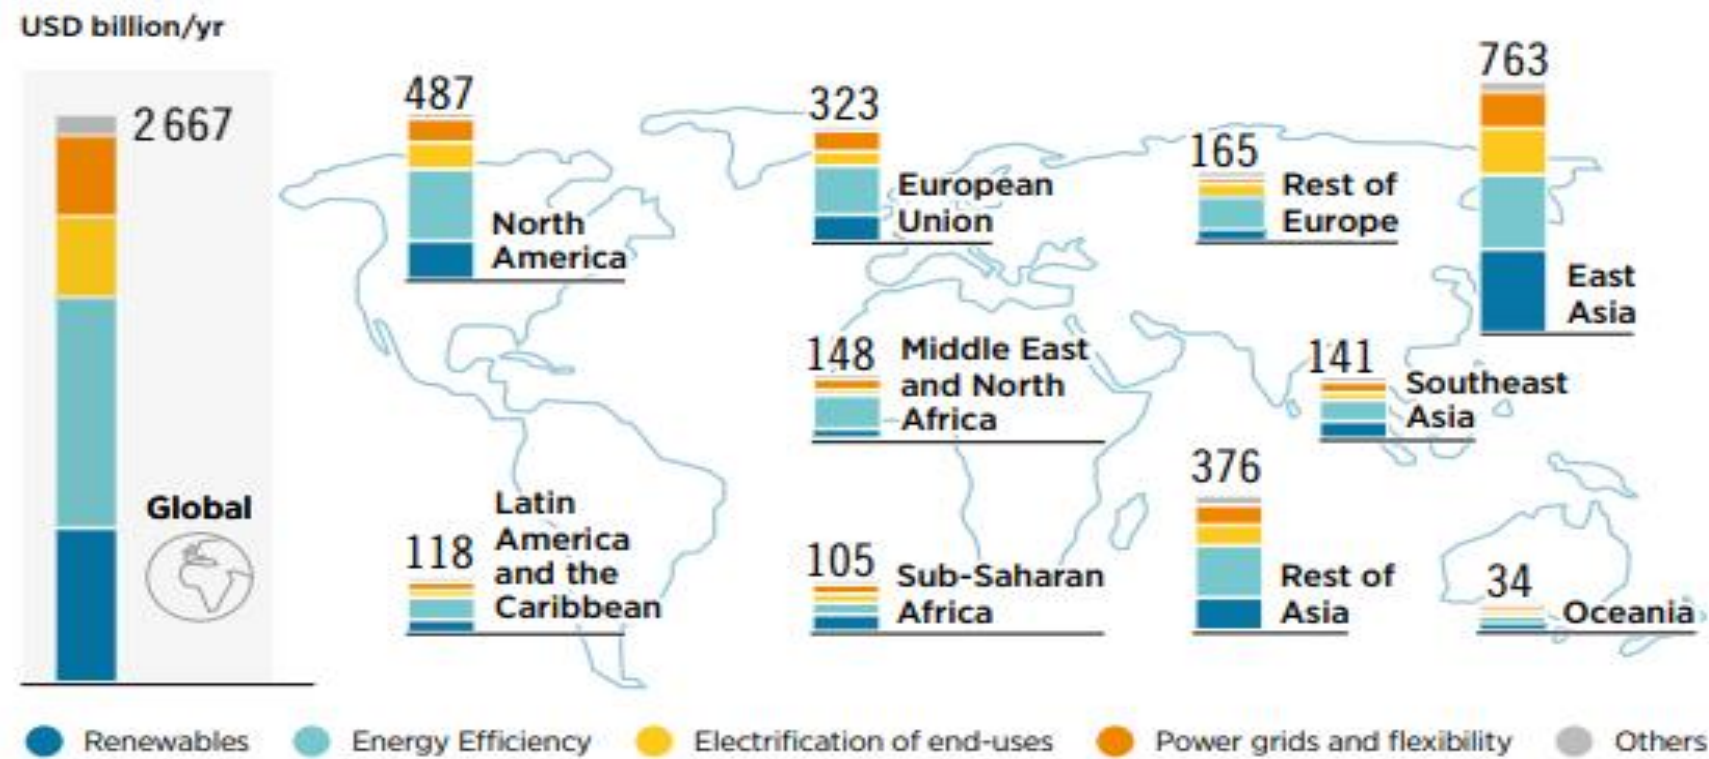 USD billion/yr
2 667
Global
487
North
America
118
Latin
America
and the
Caribbean
323
European
Union
148
Middle East
and North
Africa
105
Sub-Saharan
Africa
165
Rest of
Europe
763
East
Asia
141
Southeast
Asia
376
Rest of
Asia
34
Oceania
Renewables
Energy Efficiency
Electrification of end-uses
Power grids and flexibility
Others